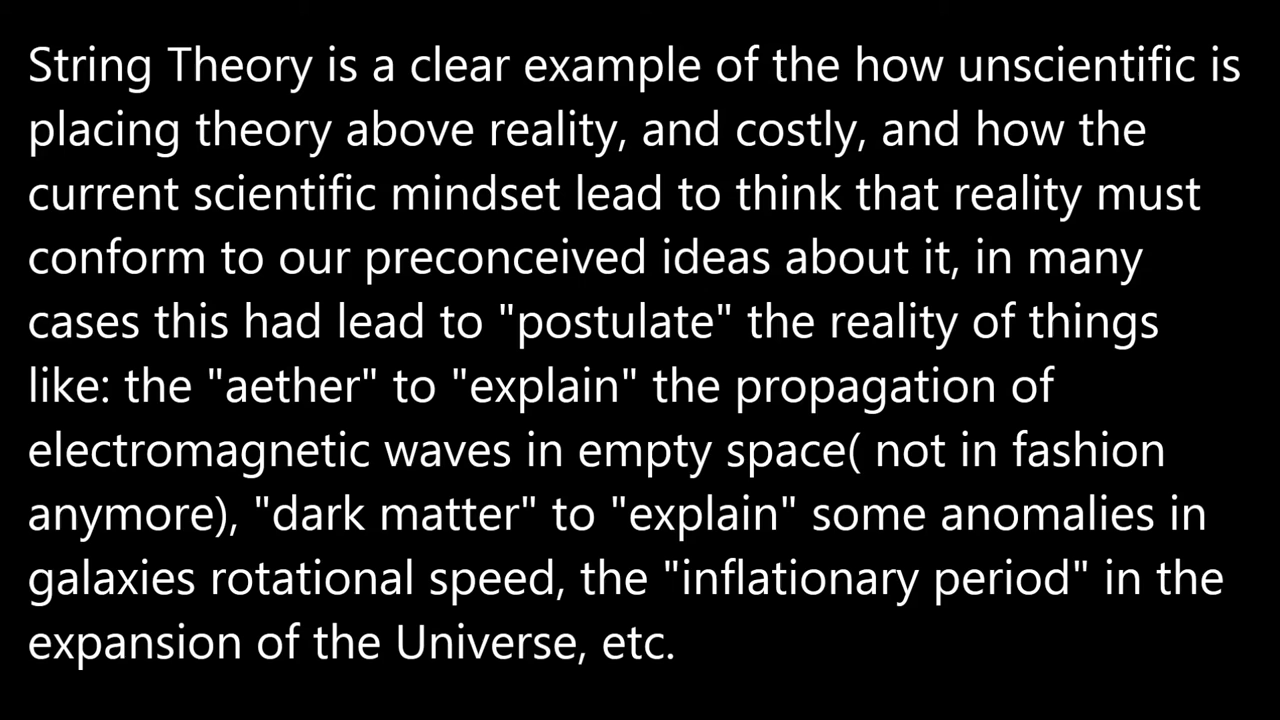 String Theory is a clear example of the how unscientific is
placing theory above reality, and costly, and how the
current scientific mindset lead to think that reality must
conform to our preconceived ideas about it, in many
cases this had lead to "postulate" the reality of things
like: the "aether" to "explain" the propagation of
electromagnetic waves in empty space( not in fashion
anymore), "dark matter" to "explain" some anomalies in
galaxies rotational speed, the "inflationary period" in the
expansion of the Universe, etc.